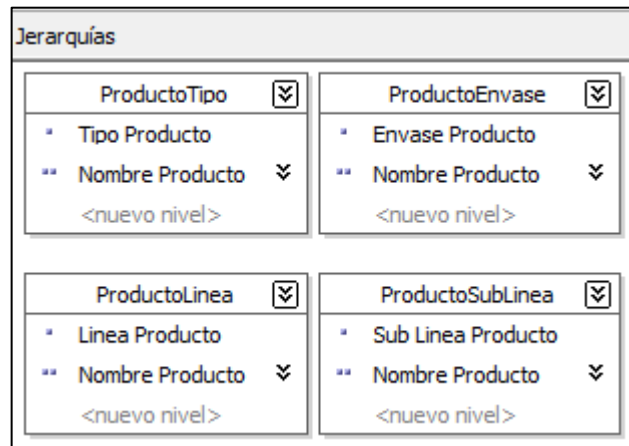 Jerarquías
ProductoTipo
Tipo Producto
Nombre Producto
<nuevo nivel>
ProductoEnvase
Envase Producto
Nombre Producto
<nuevo nivel>
ProductoLinea
Linea Producto
Nombre Producto
<nuevo nivel>
ProductoSubLinea
Sub Linea Producto
Nombre Producto
<nuevo nivel>